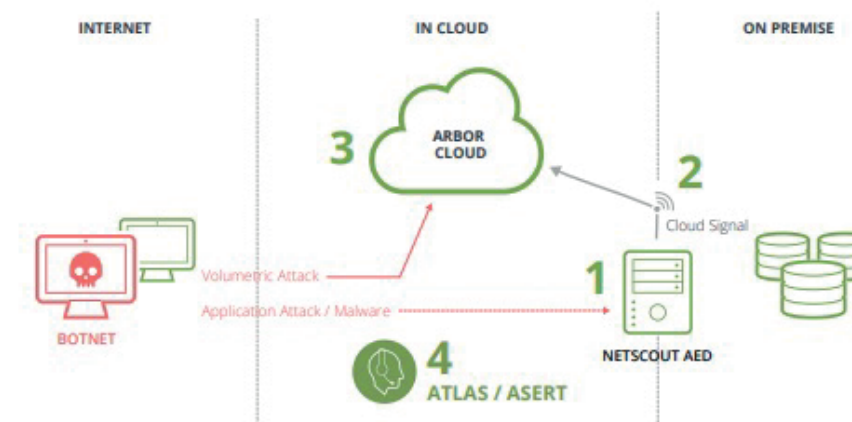 INTERNET
IN CLOUD
ON PREMISE
3
ARBOR
CLOUD
2
Cloud Signal
Volumetric Attack
1
Application Attack / Malware
BOTNET
NETSCOUT AED
4
ATLAS / ASERT